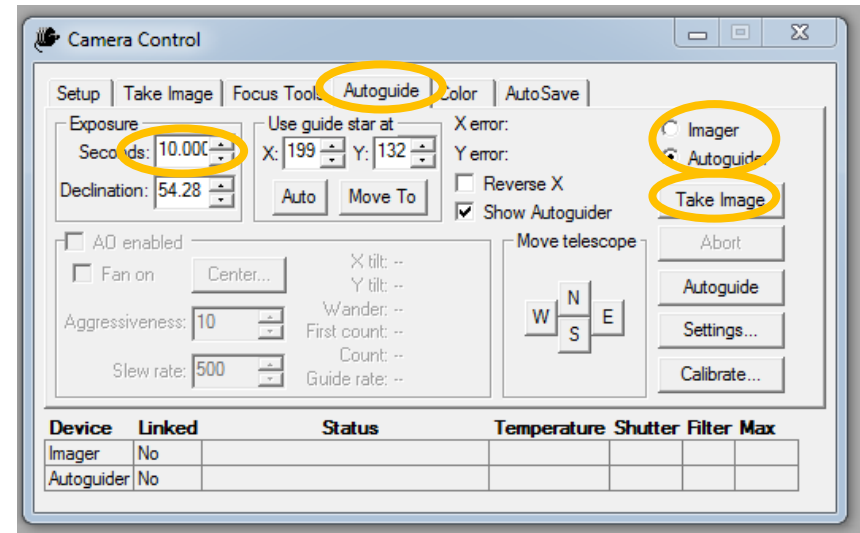 Camera Control
Setup Take Image Focus Tools Autoguide Color AutoSave
Exposure
Seconds: 10.000
Declination: 54.28
Use guide star at
X: 199 Y: 132
Auto Move To
X error:
Y error:
Reverse X
Show Autoguider
Imager
Autoguider
Take Image
Abort
Autoguide
Settings...
Calibrate...
AO enabled
Fan on Center...
Aggressiveness: 10
Slew rate: 500
X tilt: --
Y tilt: --
Wander: --
First count: --
Count: --
Guide rate: --
Move telescope
N
W E
S
Device Linked Status Temperature Shutter Filter Max
Imager No
Autoguider No